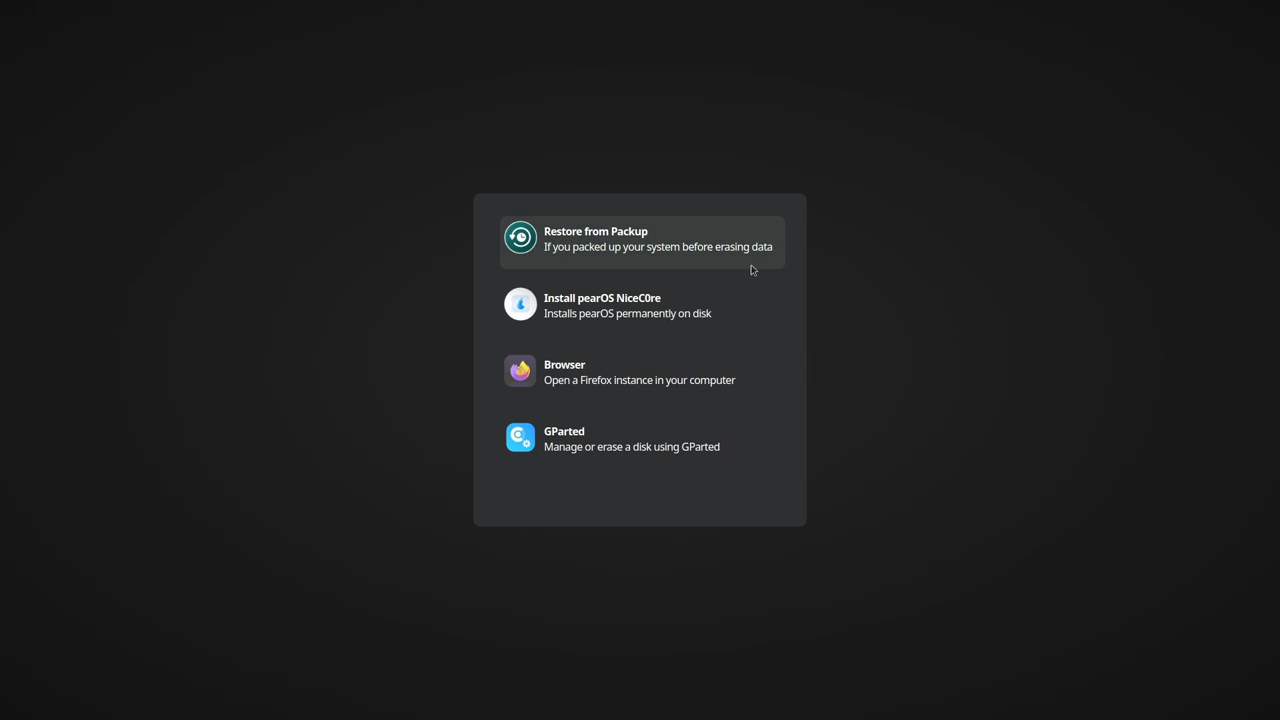 Restore from Packup
If you packed up your system before erasing data
Install pearOS NiceC0re
Installs pearOS permanently on disk
Browser
Open a Firefox instance in your computer
GParted
Manage or erase a disk using GParted